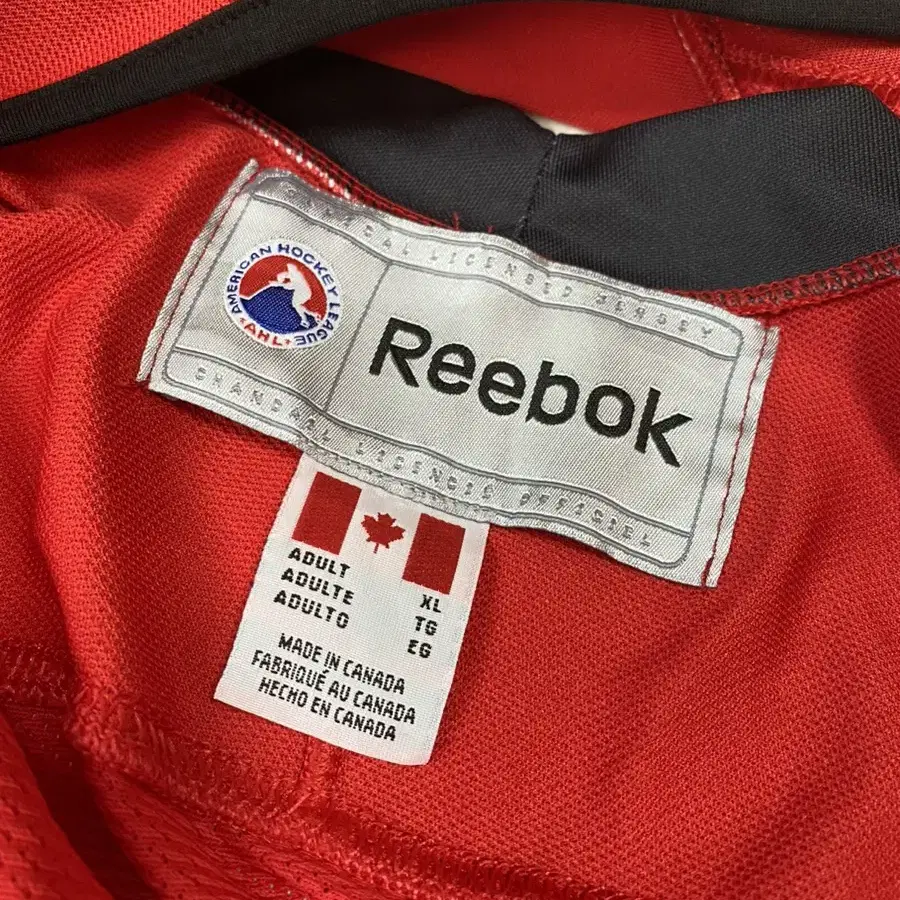 OFFICIAL LICENSED JERSEY
AMERICAN HOCKEY LEAGUE
AHL
Reebok
CHANDAIL LICENCIÉ OFFICIEL
ADULT XL
ADULTE TG
ADULTO EG
MADE IN CANADA
FABRIQUÉ AU CANADA
HECHO EN CANADA